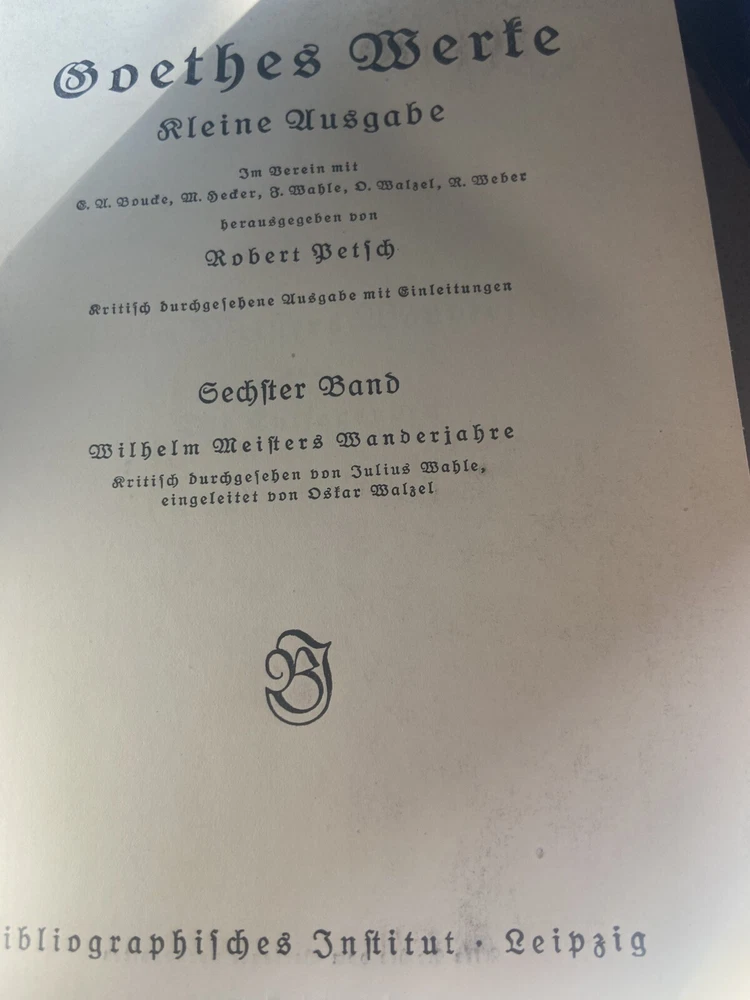 Goethes Werke
Kleine Ausgabe
Im Verein mit
E. A. Boucke, M. Hecker, J. Wahle, O. Walzel, R. Weber
herausgegeben von
Robert Petsch
Kritisch durchgesehene Ausgabe mit Einleitungen
Sechster Band
Wilhelm Meisters Wanderjahre
Kritisch durchgesehen von Julius Wahle,
eingeleitet von Oskar Walzel
BI
ibliographisches Institut · Leipzig